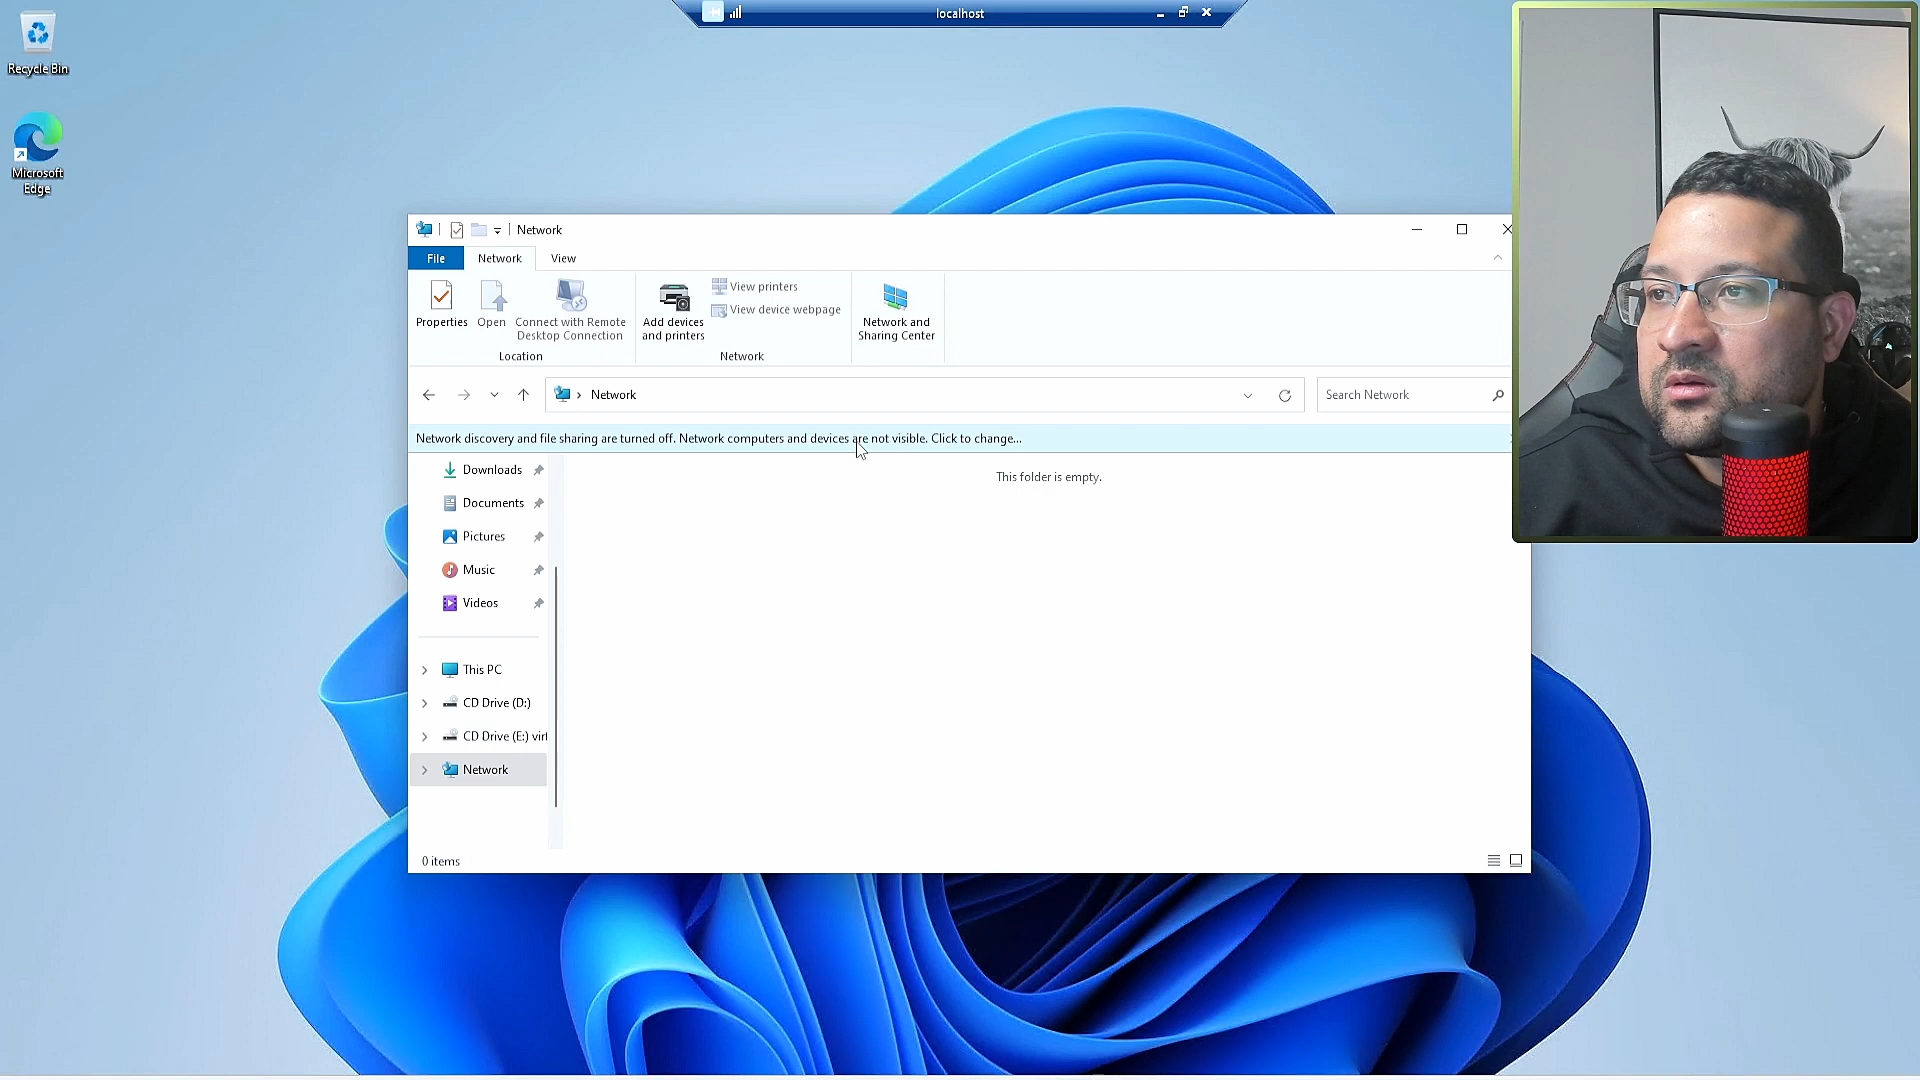 localhost
Recycle Bin
Microsoft
Edge
Network
File
Network
View
Properties
Open
Connect with Remote
Desktop Connection
Location
Add devices
and printers
View printers
View device webpage
Network
Network and
Sharing Center
Network
Search Network
Network discovery and file sharing are turned off. Network computers and devices are not visible. Click to change...
Downloads
Documents
Pictures
Music
Videos
This PC
CD Drive (D:)
CD Drive (E:) virt
Network
This folder is empty.
0 items